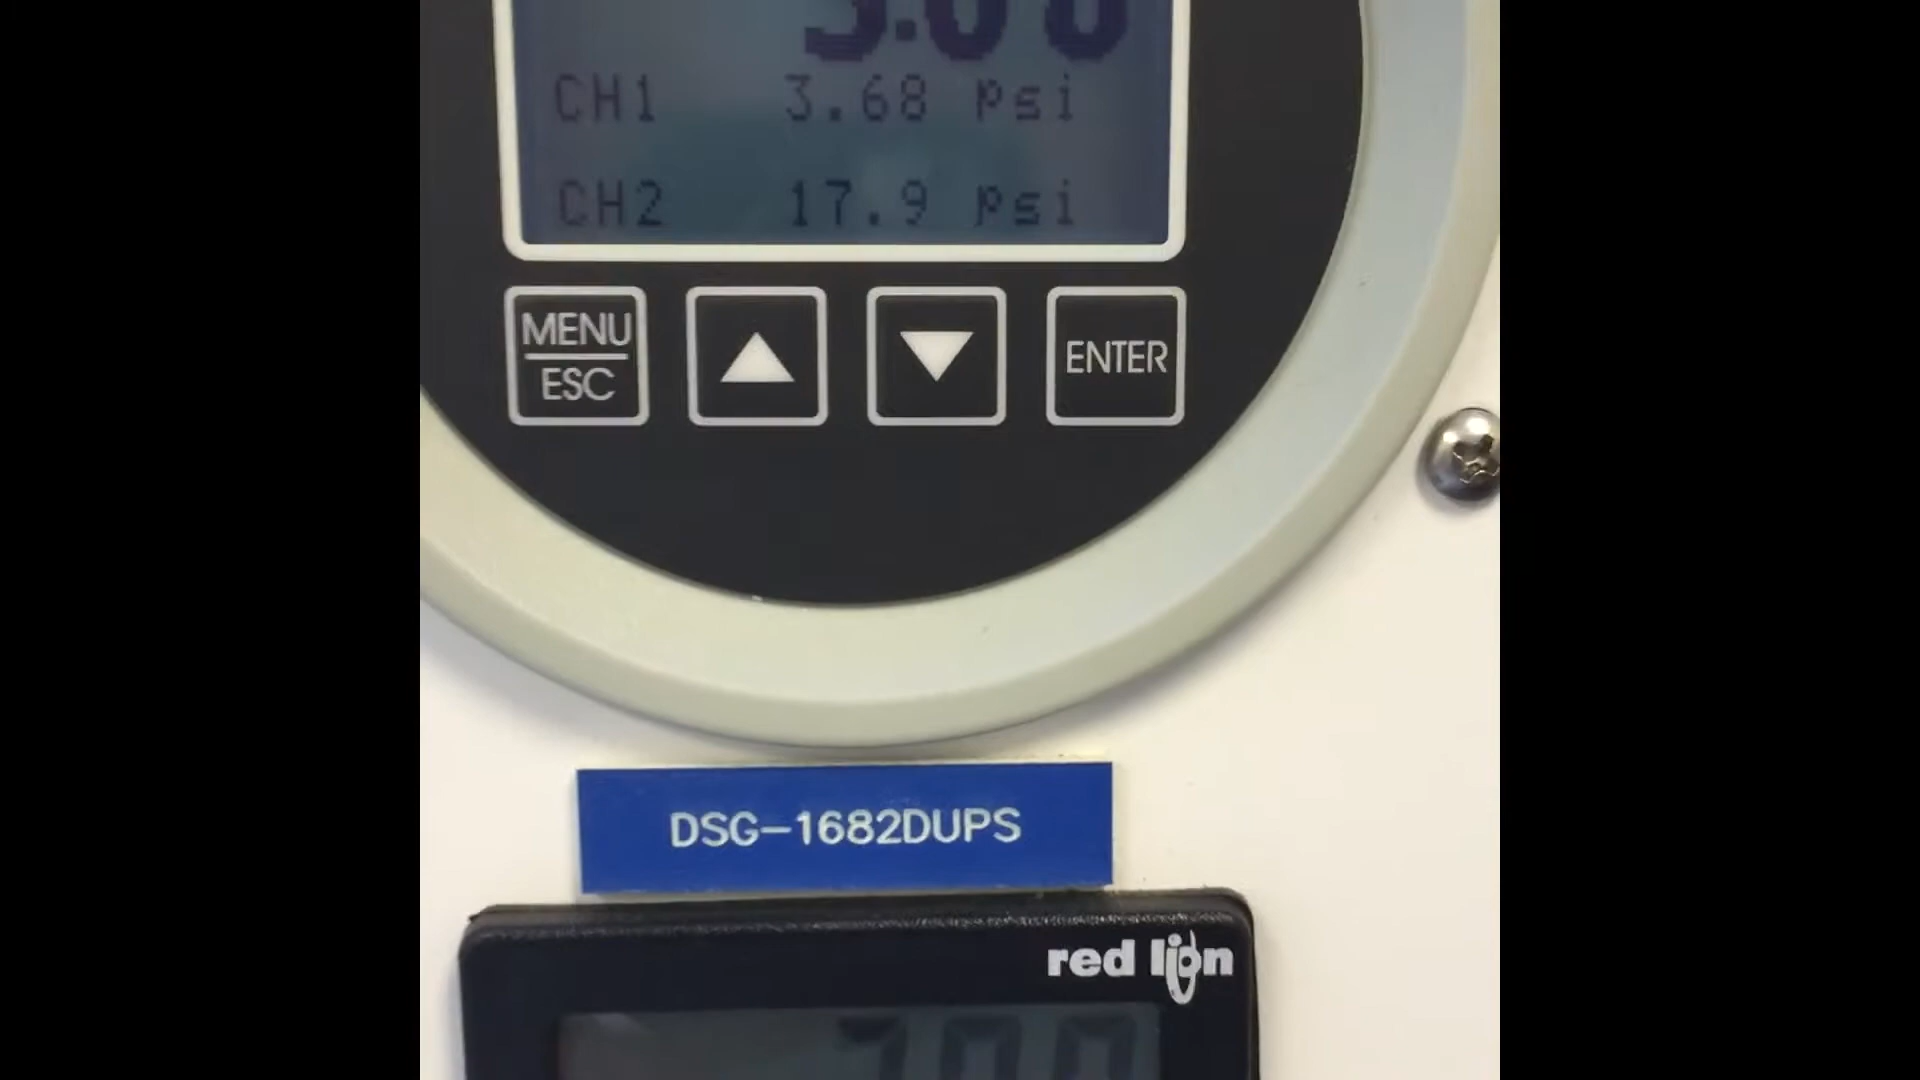 CH1 3.68 psi
CH2 17.9 psi
MENU
ESC
ENTER
DSG-1682DUPS
red lion